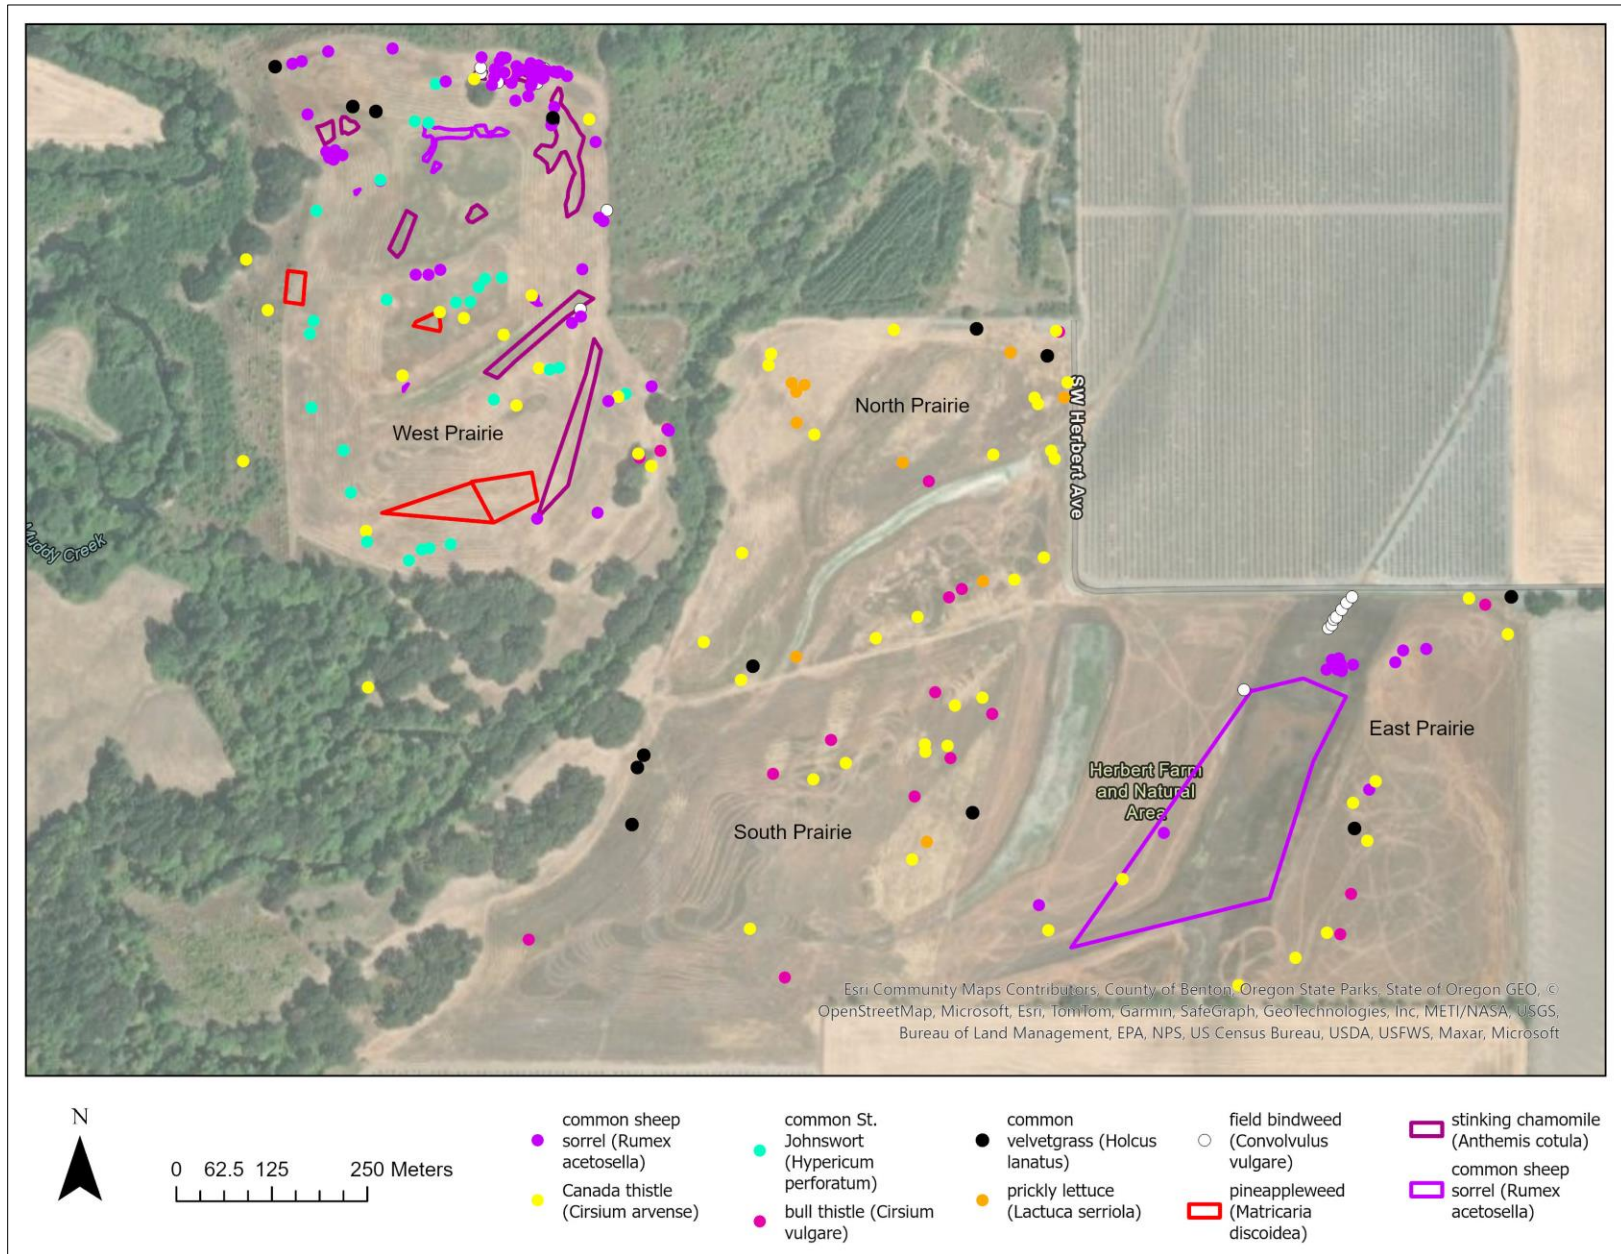 West Prairie
North Prairie
SW Herbert Ave
Muddy Creek
East Prairie
Herbert Farm
and Natural
Area
South Prairie
Esri Community Maps Contributors, County of Benton, Oregon State Parks, State of Oregon GEO, ©
OpenStreetMap, Microsoft, Esri, TomTom, Garmin, SafeGraph, GeoTechnologies, Inc, METI/NASA, USGS,
Bureau of Land Management, EPA, NPS, US Census Bureau, USDA, USFWS, Maxar, Microsoft
N
0 62.5 125 250 Meters
common sheep
sorrel (Rumex
acetosella)
Canada thistle
(Cirsium arvense)
common St.
Johnswort
(Hypericum
perforatum)
bull thistle (Cirsium
vulgare)
common
velvetgrass (Holcus
lanatus)
prickly lettuce
(Lactuca serriola)
field bindweed
(Convolvulus
vulgare)
pineappleweed
(Matricaria
discoidea)
stinking chamomile
(Anthemis cotula)
common sheep
sorrel (Rumex
acetosella)